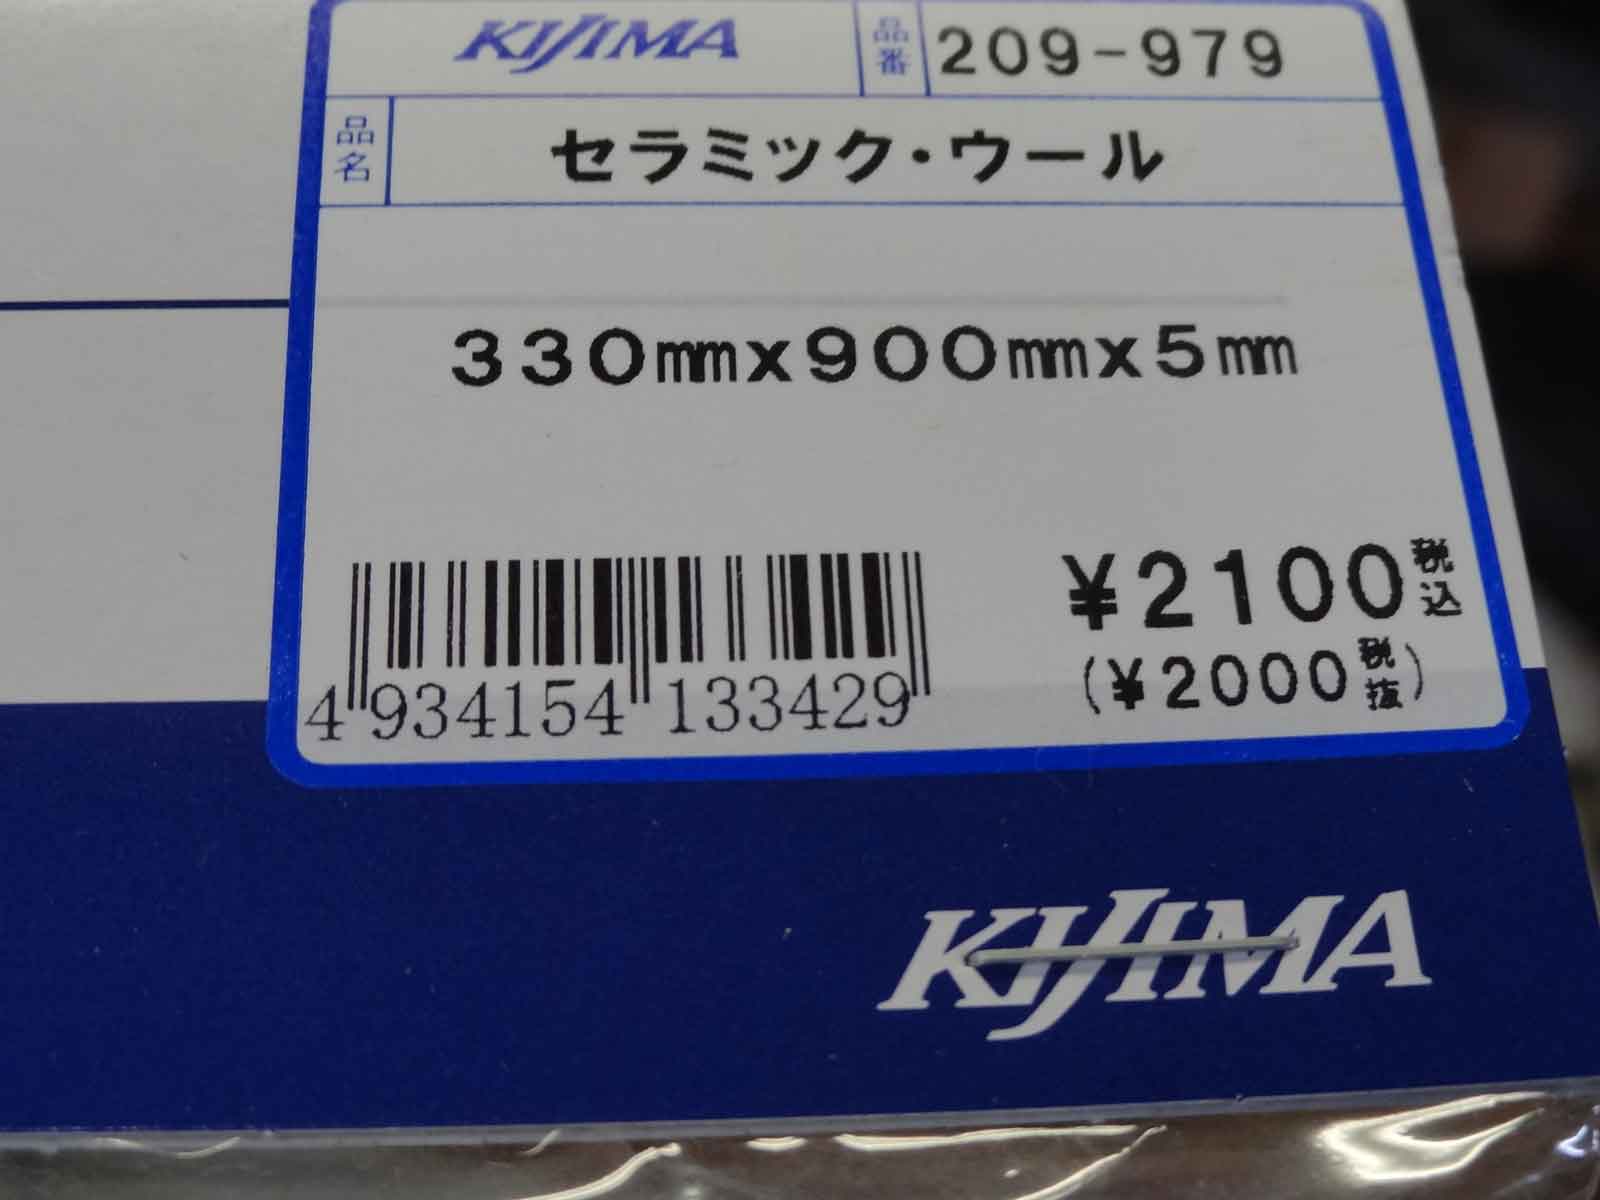 KIJIMA 品番 209-979
品名 セラミック・ウール
330mmx900mmx5mm
¥2100税込
(¥2000税抜)
4 934154 133429
KIJIMA